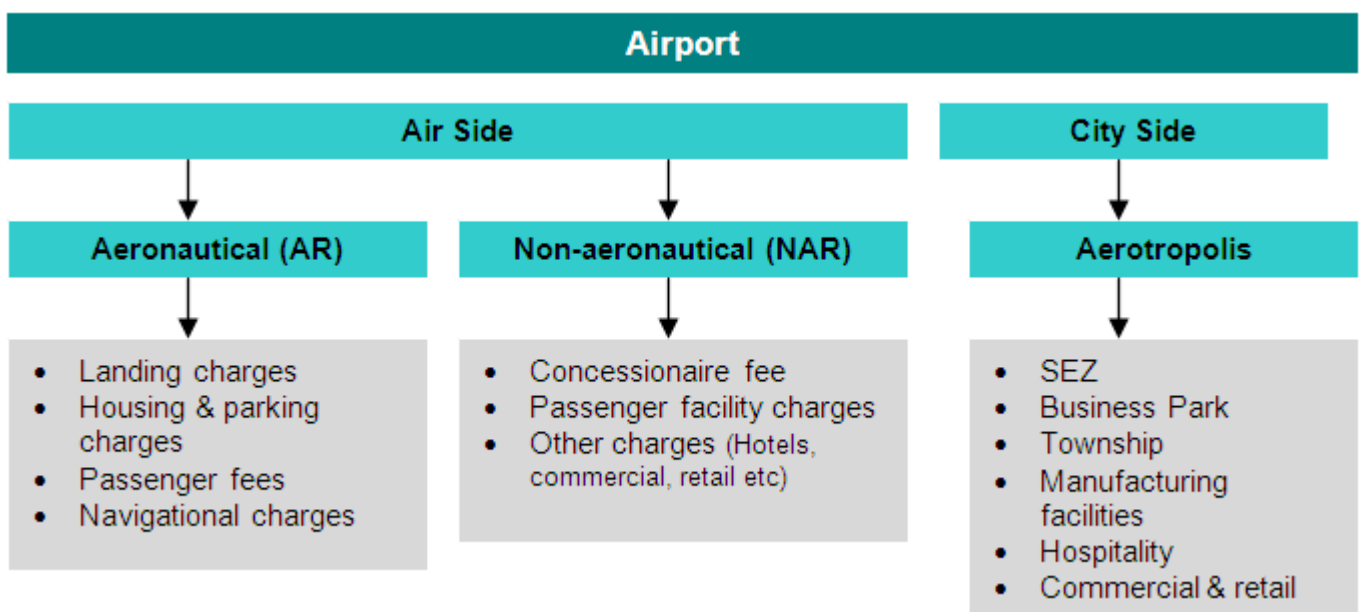 Airport
Air Side
City Side
Aeronautical (AR)
Non-aeronautical (NAR)
Aerotropolis
• Landing charges
• Housing & parking
charges
• Passenger fees
• Navigational charges
• Concessionaire fee
• Passenger facility charges
• Other charges (Hotels,
commercial, retail etc)
• SEZ
• Business Park
• Township
• Manufacturing
facilities
• Hospitality
• Commercial & retail